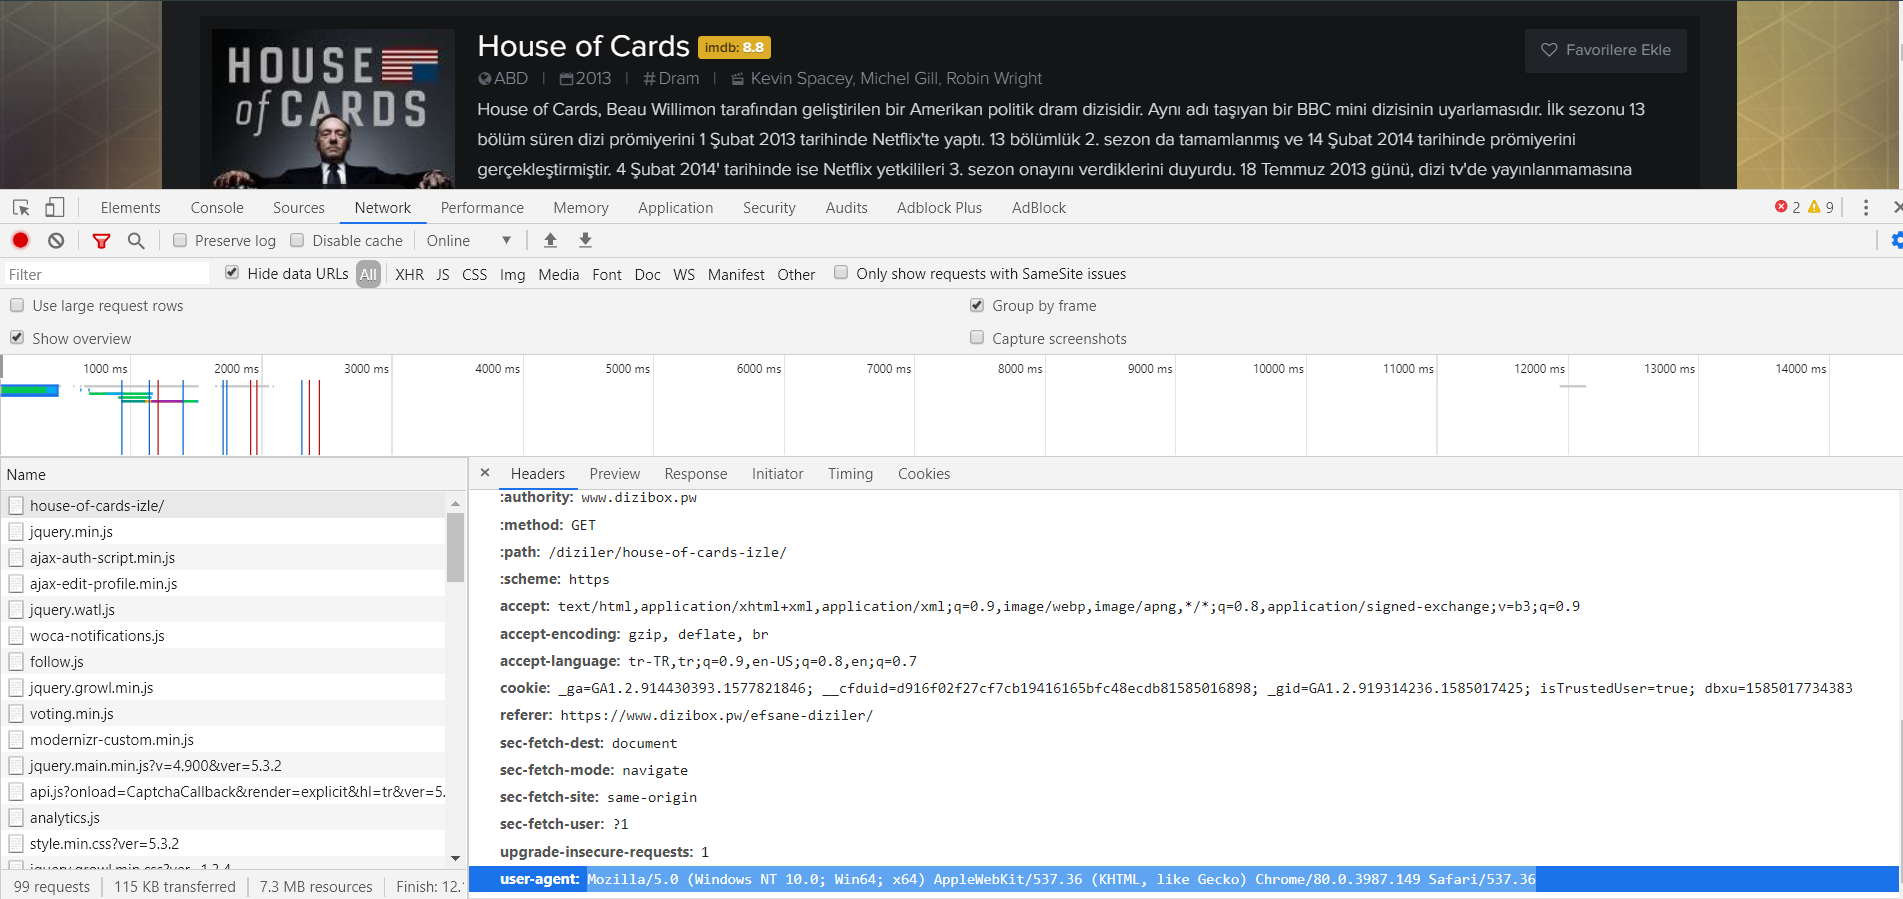 HOUSE
of CARDS
House of Cards imdb: 8.8
Favorilere Ekle
ABD | 2013 | # Dram | Kevin Spacey, Michel Gill, Robin Wright
House of Cards, Beau Willimon tarafından geliştirilen bir Amerikan politik dram dizisidir. Aynı adı taşıyan bir BBC mini dizisinin uyarlamasıdır. İlk sezonu 13
bölüm süren dizi prömiyerini 1 Şubat 2013 tarihinde Netflix'te yaptı. 13 bölümlük 2. sezon da tamamlanmış ve 14 Şubat 2014 tarihinde prömiyerini
gerçekleştirmiştir. 4 Şubat 2014' tarihinde ise Netflix yetkilileri 3. sezon onayını verdiklerini duyurdu. 18 Temmuz 2013 günü, dizi tv'de yayınlanmamasına
Elements Console Sources Network Performance Memory Application Security Audits Adblock Plus AdBlock 2 9
Preserve log Disable cache Online
Filter Hide data URLs All XHR JS CSS Img Media Font Doc WS Manifest Other Only show requests with SameSite issues
Use large request rows Group by frame
Show overview Capture screenshots
1000 ms 2000 ms 3000 ms 4000 ms 5000 ms 6000 ms 7000 ms 8000 ms 9000 ms 10000 ms 11000 ms 12000 ms 13000 ms 14000 ms
Name
house-of-cards-izle/
jquery.min.js
ajax-auth-script.min.js
ajax-edit-profile.min.js
jquery.watl.js
woca-notifications.js
follow.js
jquery.growl.min.js
voting.min.js
modernizr-custom.min.js
jquery.main.min.js?v=4.900&ver=5.3.2
api.js?onload=CaptchaCallback&render=explicit&hl=tr&ver=5.
analytics.js
style.min.css?ver=5.3.2
jquery.growl.min.css?ver=1.3.4
99 requests 115 KB transferred 7.3 MB resources Finish: 12.
Headers Preview Response Initiator Timing Cookies
:authority: www.dizibox.pw
:method: GET
:path: /diziler/house-of-cards-izle/
:scheme: https
accept: text/html,application/xhtml+xml,application/xml;q=0.9,image/webp,image/apng,*/*;q=0.8,application/signed-exchange;v=b3;q=0.9
accept-encoding: gzip, deflate, br
accept-language: tr-TR,tr;q=0.9,en-US;q=0.8,en;q=0.7
cookie: _ga=GA1.2.914430393.1577821846; __cfduid=d916f02f27cf7cb19416165bfc48ecdb81585016898; _gid=GA1.2.919314236.1585017425; isTrustedUser=true; dbxu=1585017734383
referer: https://www.dizibox.pw/efsane-diziler/
sec-fetch-dest: document
sec-fetch-mode: navigate
sec-fetch-site: same-origin
sec-fetch-user: ?1
upgrade-insecure-requests: 1
user-agent: Mozilla/5.0 (Windows NT 10.0; Win64; x64) AppleWebKit/537.36 (KHTML, like Gecko) Chrome/80.0.3987.149 Safari/537.36